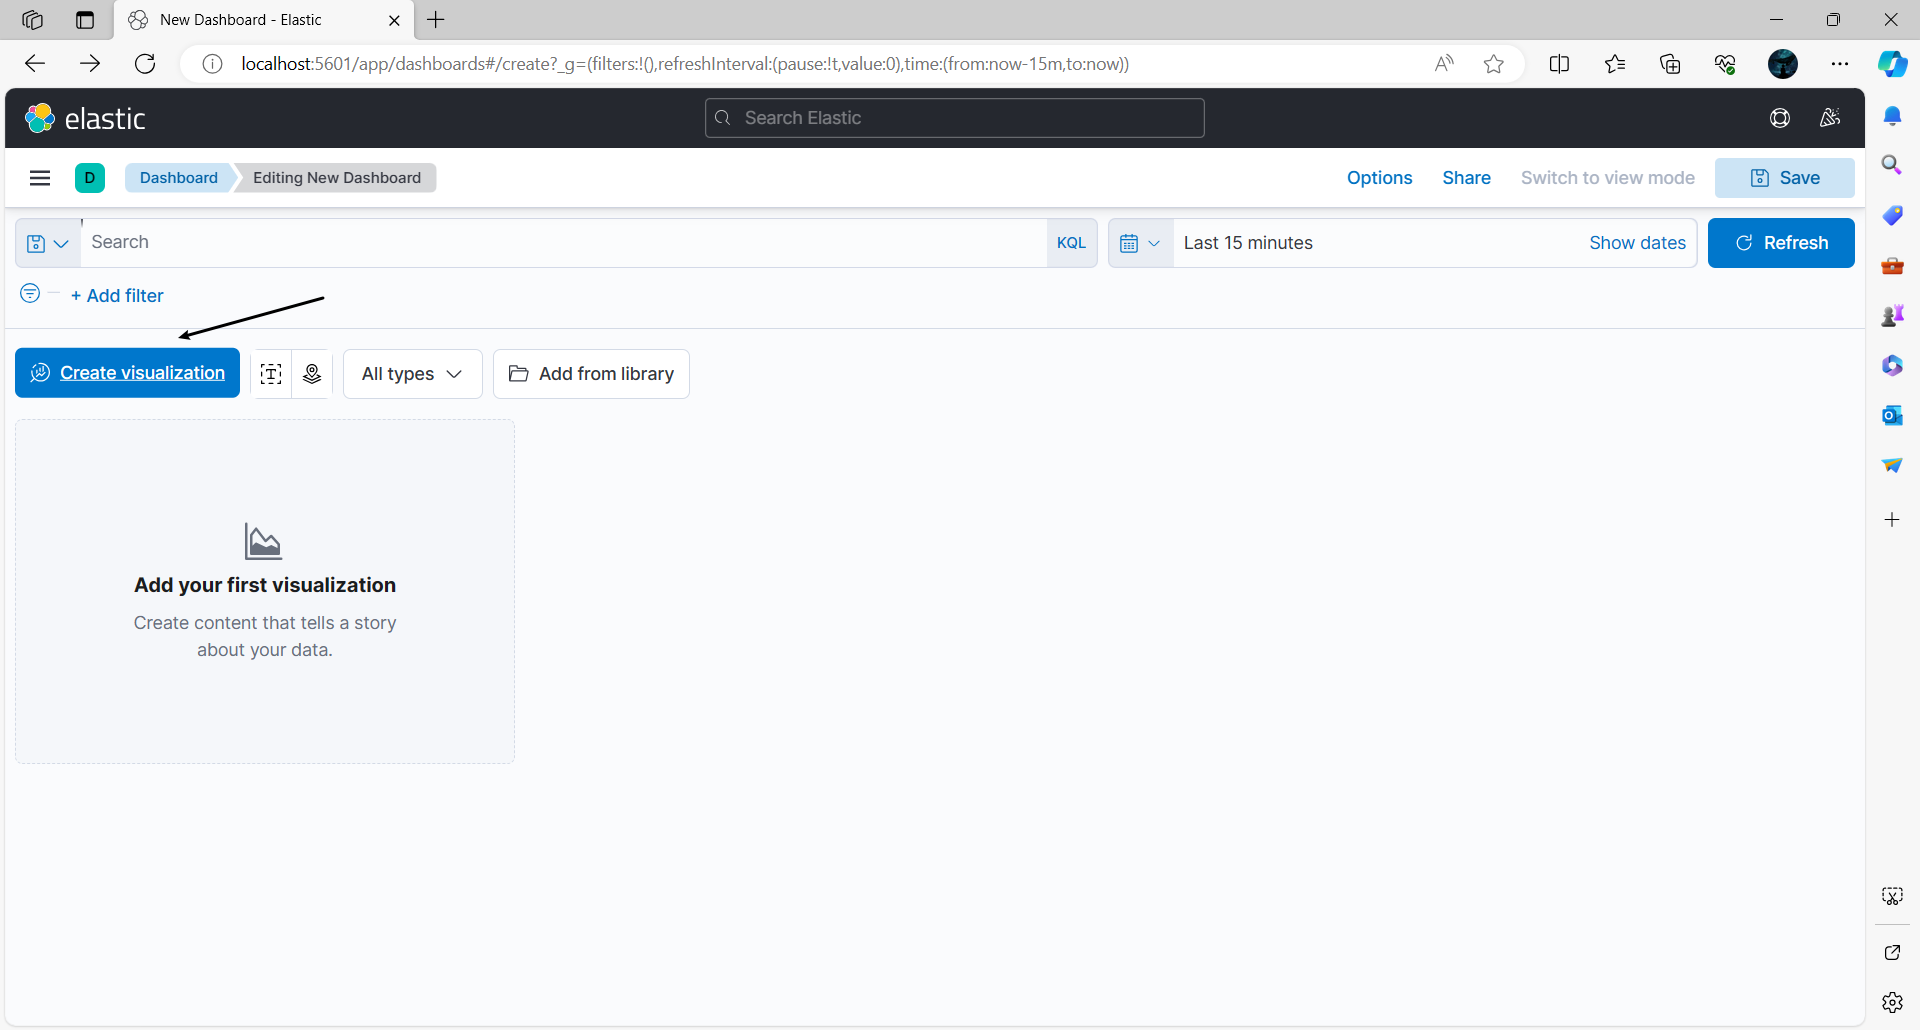 New Dashboard - Elastic
localhost:5601/app/dashboards#/create?_g=(filters:!(),refreshInterval:(pause:!t,value:0),time:(from:now-15m,to:now))
elastic
Search Elastic
D
Dashboard
Editing New Dashboard
Options
Share
Switch to view mode
Save
Search
KQL
Last 15 minutes
Show dates
Refresh
+ Add filter
Create visualization
All types
Add from library
Add your first visualization
Create content that tells a story
about your data.